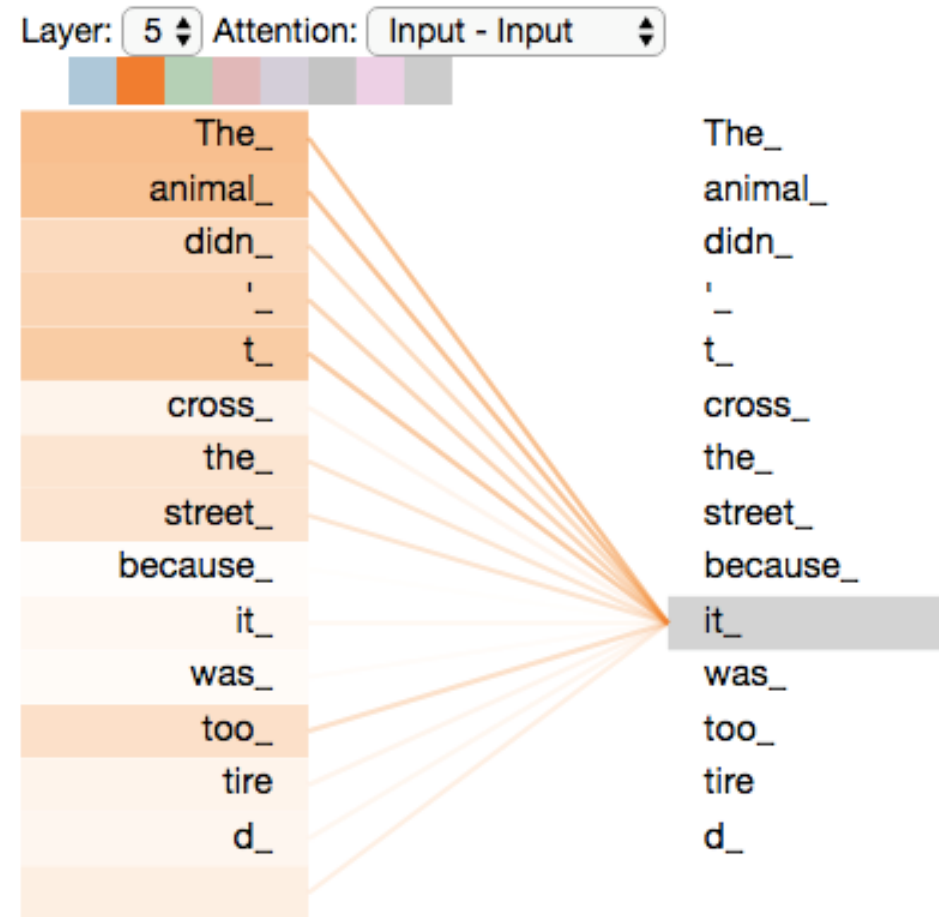 Layer: 5 Attention: Input - Input
The_ The_
animal_ animal_
didn_ didn_
'_ '_
t_ t_
cross_ cross_
the_ the_
street_ street_
because_ because_
it_ it_
was_ was_
too_ too_
tire tire
d_ d_